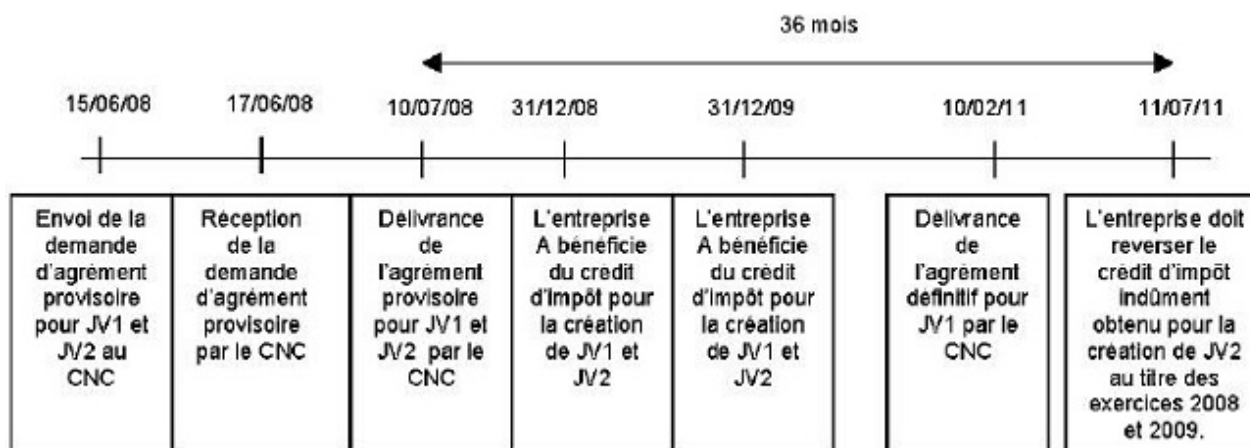 36 mois
15/06/08 17/06/08 10/07/08 31/12/08 31/12/09 10/02/11 11/07/11
Envoi de la
demande
d'agrément
provisoire
pour JV1 et
JV2 au
CNC
Réception
de la
demande
d'agrément
provisoire
par le CNC
Délivrance
de
l'agrément
provisoire
pour JV1 et
JV2 par le
CNC
L'entreprise
A bénéficie
du crédit
d'impôt pour
la création
de JV1 et
JV2
L'entreprise
A bénéficie
du crédit
d'impôt pour
la création
de JV1 et
JV2
Délivrance
de
l'agrément
définitif pour
JV1 par le
CNC
L'entreprise doit
reverser le
crédit d'impôt
indûment
obtenu pour la
création de JV2
au titre des
exercices 2008
et 2009.